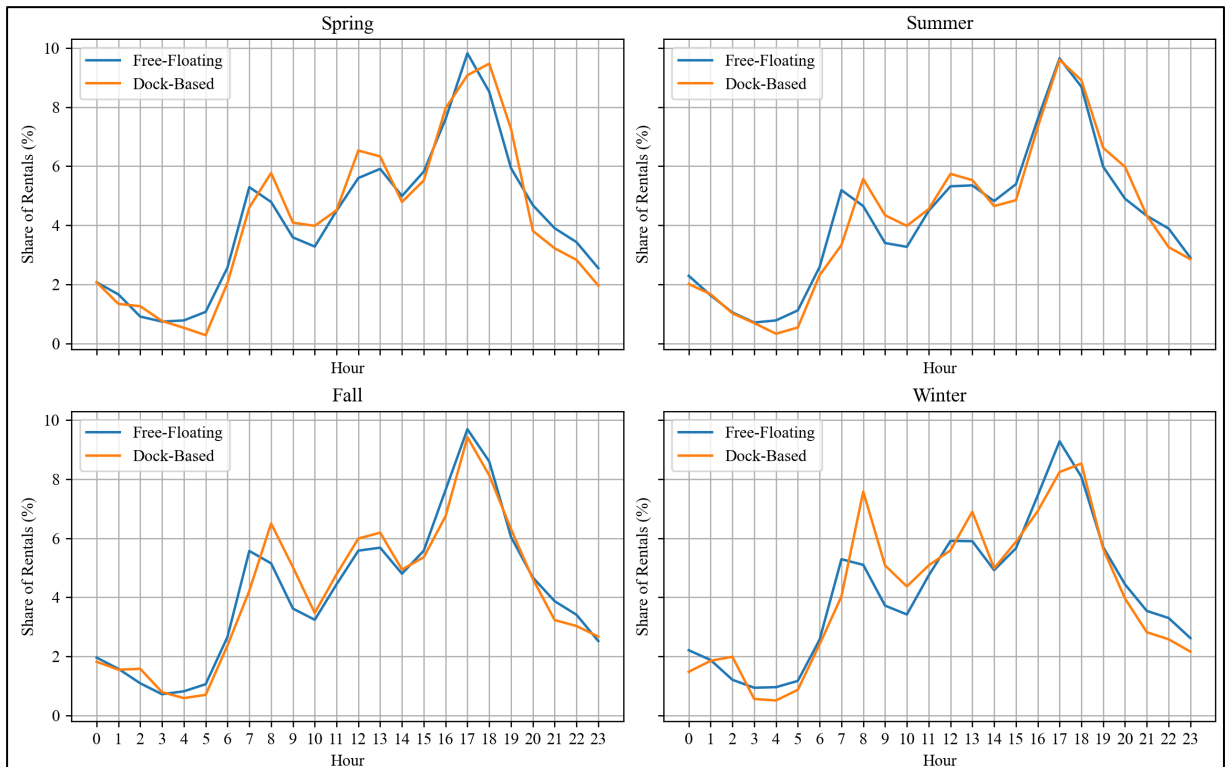 Spring
10
8
6
4
2
0
Share of Rentals (%)
Free-Floating
Dock-Based
Hour
Summer
Share of Rentals (%)
Free-Floating
Dock-Based
Hour
Fall
10
8
6
4
2
0
Share of Rentals (%)
Free-Floating
Dock-Based
0 1 2 3 4 5 6 7 8 9 10 11 12 13 14 15 16 17 18 19 20 21 22 23
Hour
Winter
Share of Rentals (%)
Free-Floating
Dock-Based
0 1 2 3 4 5 6 7 8 9 10 11 12 13 14 15 16 17 18 19 20 21 22 23
Hour